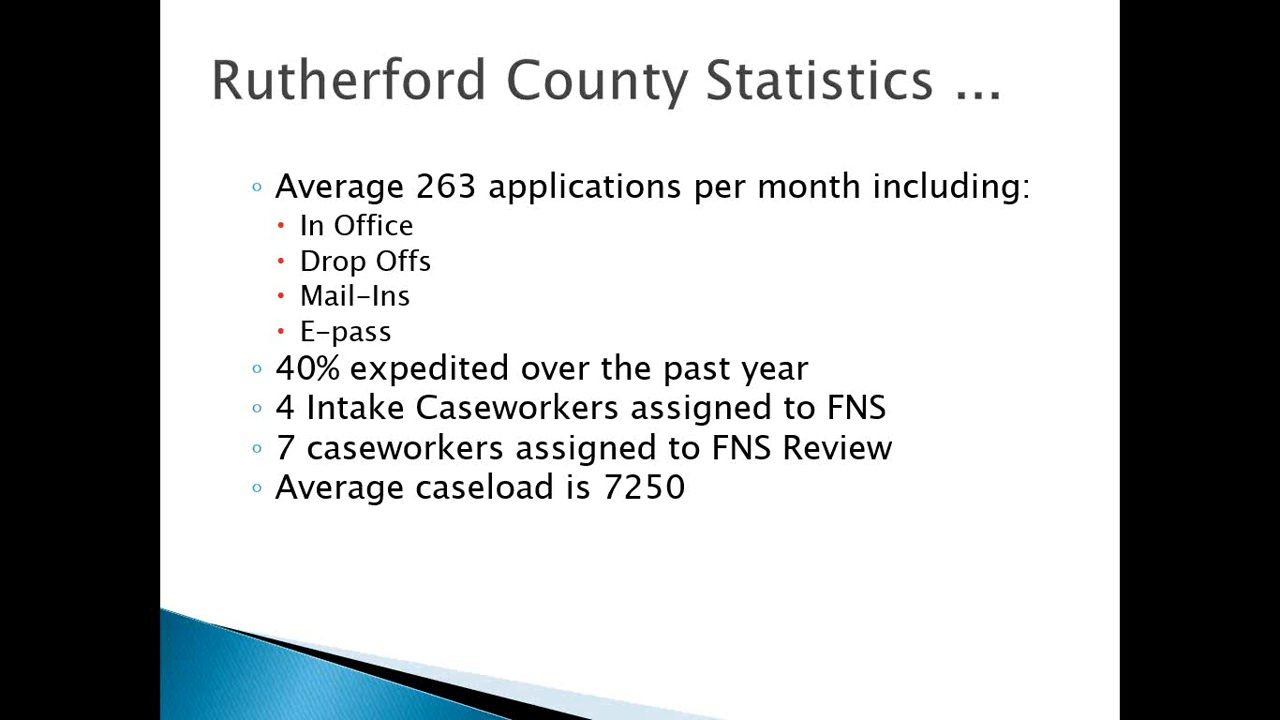 Rutherford County Statistics ...
Average 263 applications per month including:
In Office
Drop Offs
Mail-Ins
E-pass
40% expedited over the past year
4 Intake Caseworkers assigned to FNS
7 caseworkers assigned to FNS Review
Average caseload is 7250